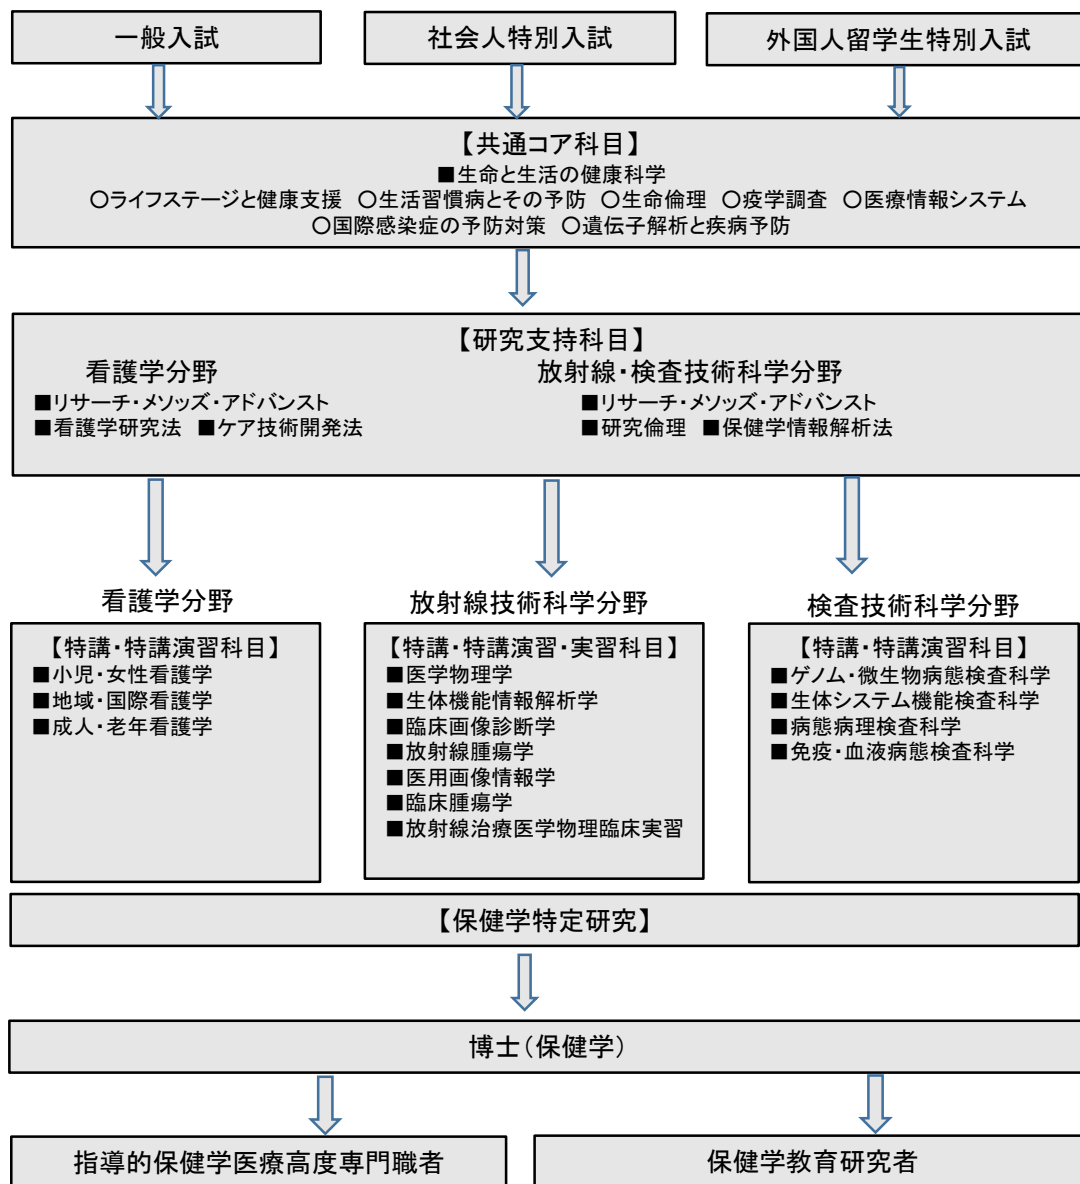 一般入試
社会人特別入試
外国人留学生特別入試
【共通コア科目】
■生命と生活の健康科学
○ライフステージと健康支援 ○生活習慣病とその予防 ○生命倫理 ○疫学調査 ○医療情報システム
○国際感染症の予防対策 ○遺伝子解析と疾病予防
【研究支持科目】
看護学分野
■リサーチ・メソッズ・アドバンスト
■看護学研究法 ■ケア技術開発法
放射線・検査技術科学分野
■リサーチ・メソッズ・アドバンスト
■研究倫理 ■保健学情報解析法
看護学分野
【特講・特講演習科目】
■小児・女性看護学
■地域・国際看護学
■成人・老年看護学
放射線技術科学分野
【特講・特講演習・実習科目】
■医学物理学
■生体機能情報解析学
■臨床画像診断学
■放射線腫瘍学
■医用画像情報学
■臨床腫瘍学
■放射線治療医学物理臨床実習
検査技術科学分野
【特講・特講演習科目】
■ゲノム・微生物病態検査科学
■生体システム機能検査科学
■病態病理検査科学
■免疫・血液病態検査科学
【保健学特定研究】
博士(保健学)
指導的保健学医療高度専門職者
保健学教育研究者